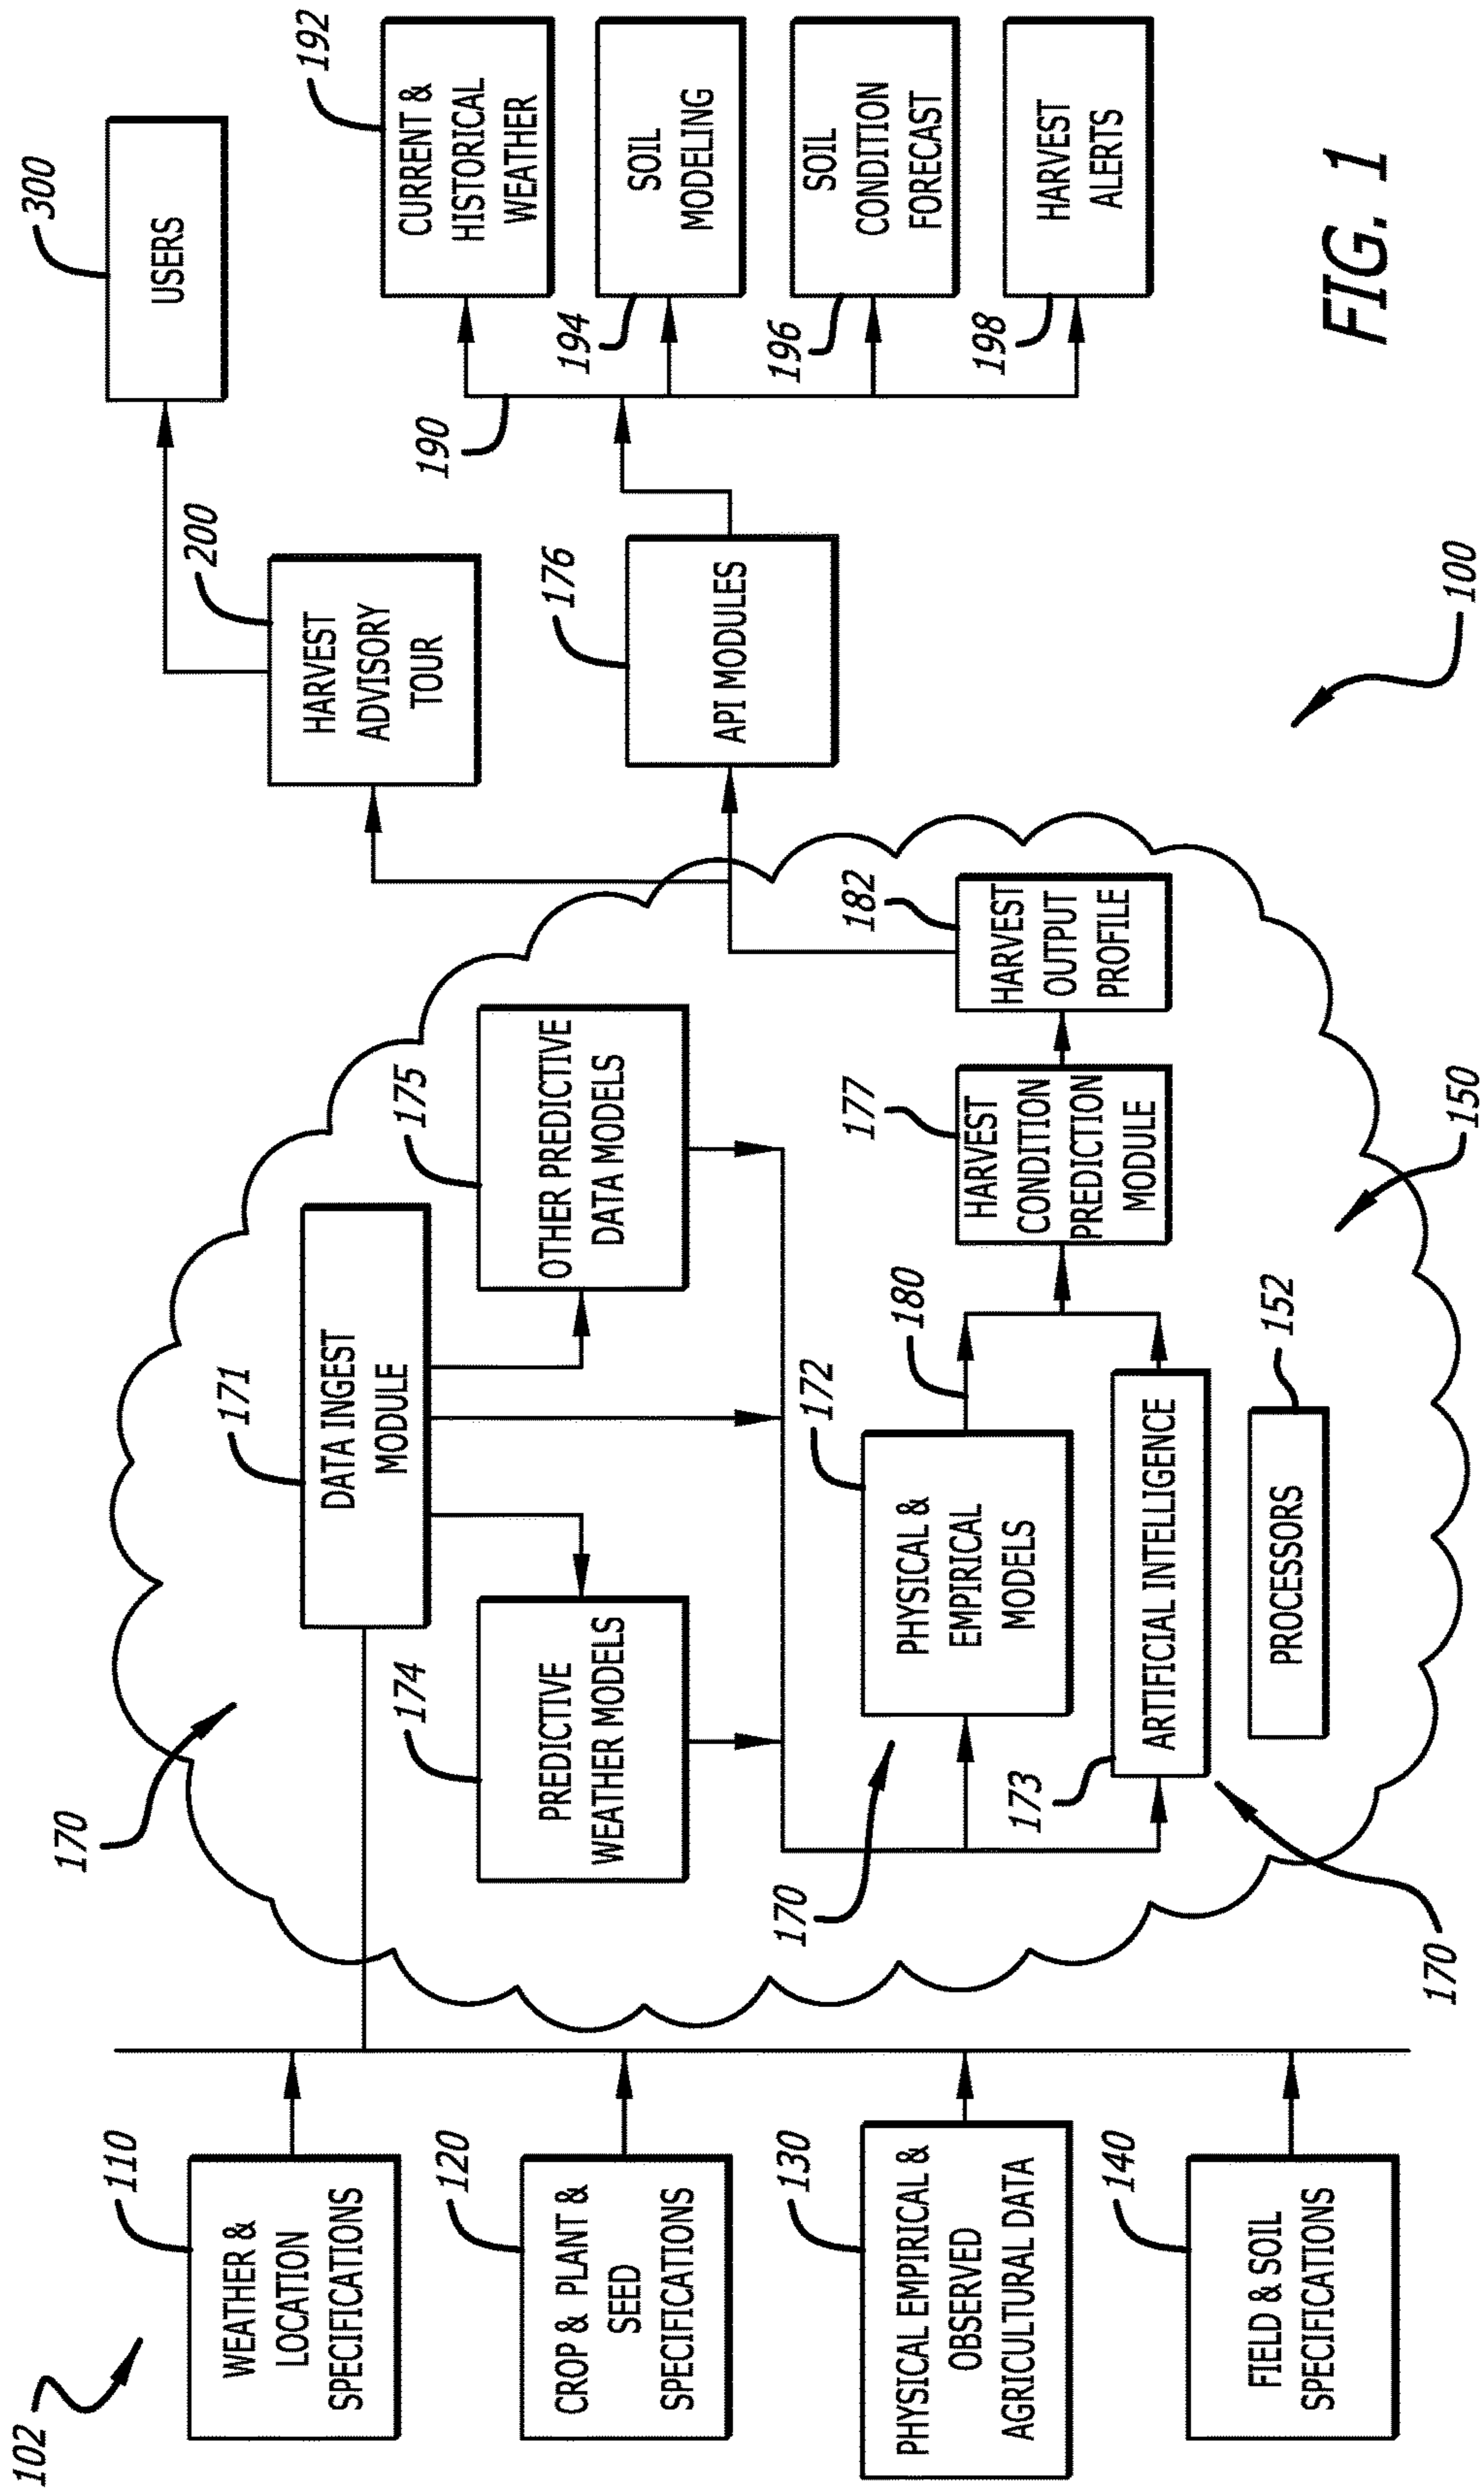 102
110
WEATHER &
LOCATION
SPECIFICATIONS
120
CROP & PLANT &
SEED
SPECIFICATIONS
130
PHYSICAL EMPIRICAL &
OBSERVED
AGRICULTURAL DATA
140
FIELD & SOIL
SPECIFICATIONS
170
171
DATA INGEST
MODULE
174
PREDICTIVE
WEATHER MODELS
175
OTHER PREDICTIVE
DATA MODELS
170
172
PHYSICAL &
EMPIRICAL
MODELS
180
173
ARTIFICIAL INTELLIGENCE
170
152
PROCESSORS
150
177
HARVEST
CONDITION
PREDICTION
MODULE
182
HARVEST
OUTPUT
PROFILE
200
HARVEST
ADVISORY
TOUR
176
API MODULES
100
300
USERS
190
192
CURRENT &
HISTORICAL
WEATHER
194
SOIL
MODELING
196
SOIL
CONDITION
FORECAST
198
HARVEST
ALERTS
FIG. 1